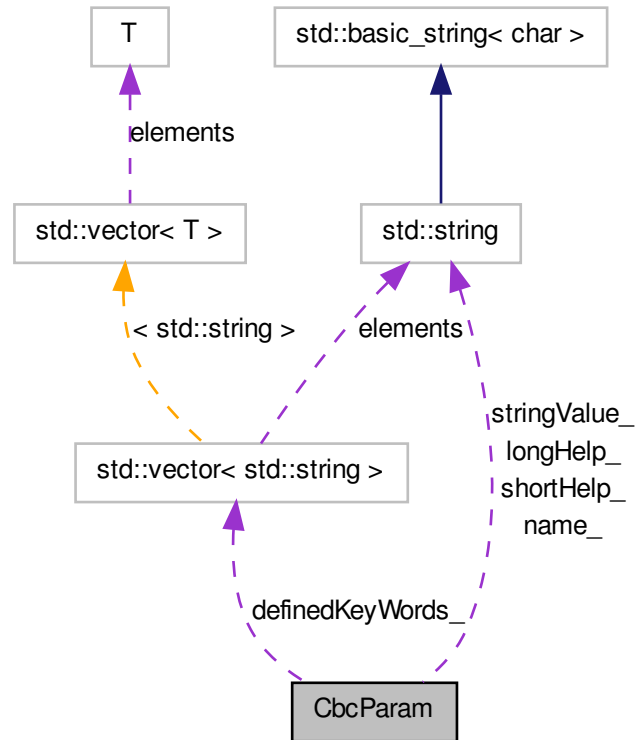 T
std::basic_string< char >
elements
std::vector< T >
std::string
< std::string >
elements
stringValue_
longHelp_
shortHelp_
name_
std::vector< std::string >
definedKeyWords_
CbcParam